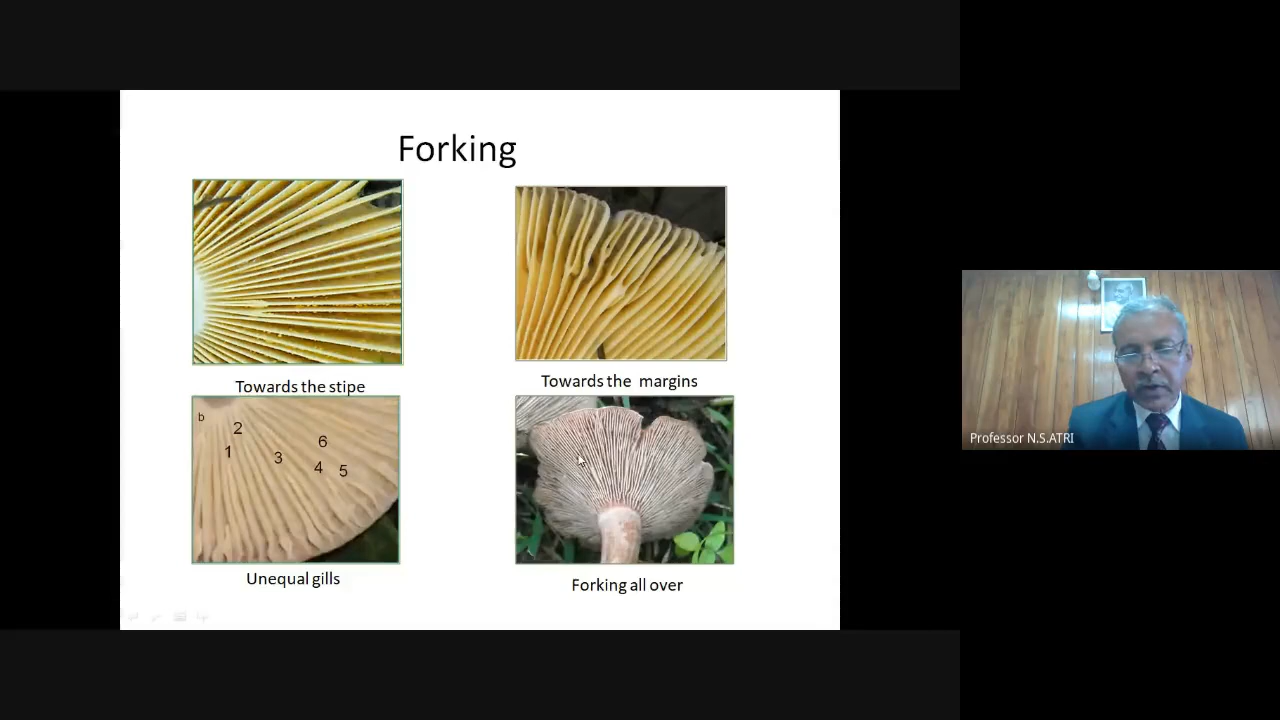 Forking
Towards the stipe
Towards the margins
b
2
1
3
6
4
5
Unequal gills
Forking all over
Professor N.S.ATRI